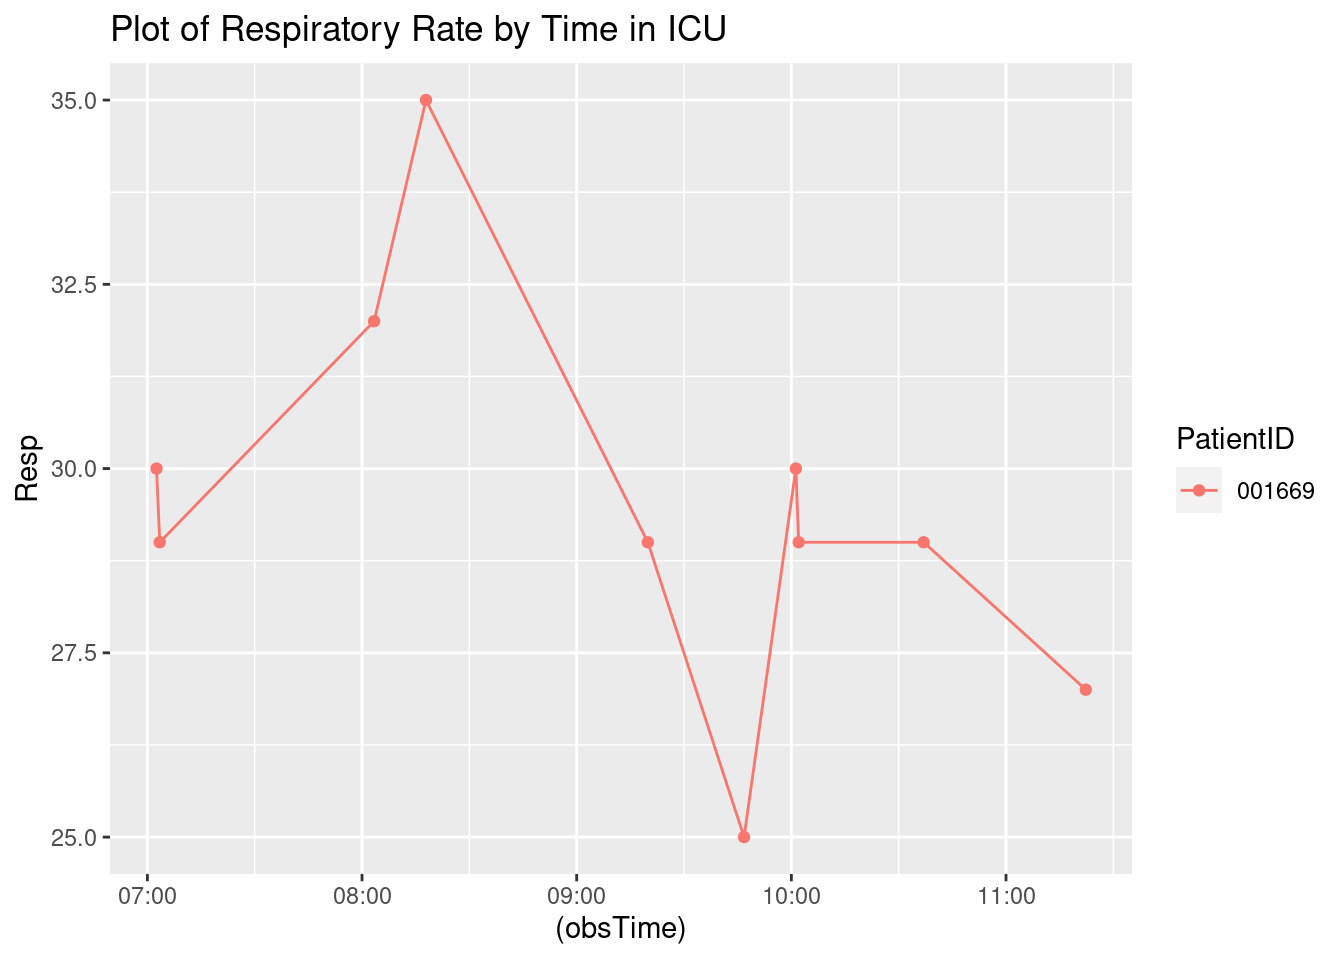 Plot of Respiratory Rate by Time in ICU
35.0
32.5
30.0
27.5
25.0
Resp
07:00 08:00 09:00 10:00 11:00
(obsTime)
PatientID
001669